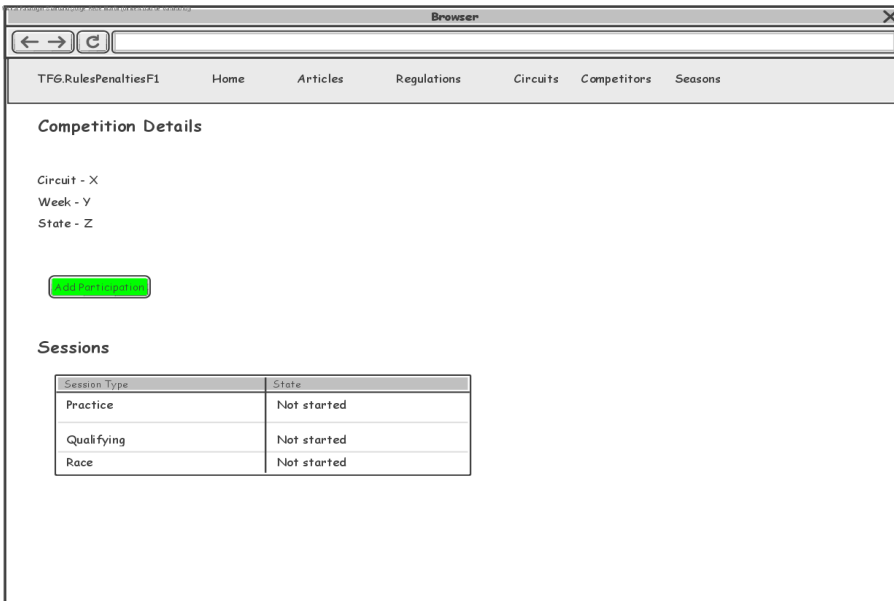 Browser
TFG.RulesPenaltiesF1 Home Articles Regulations Circuits Competitors Seasons
Competition Details
Circuit - X
Week - Y
State - Z
Add Participation
Sessions
Session Type State
Practice Not started
Qualifying Not started
Race Not started